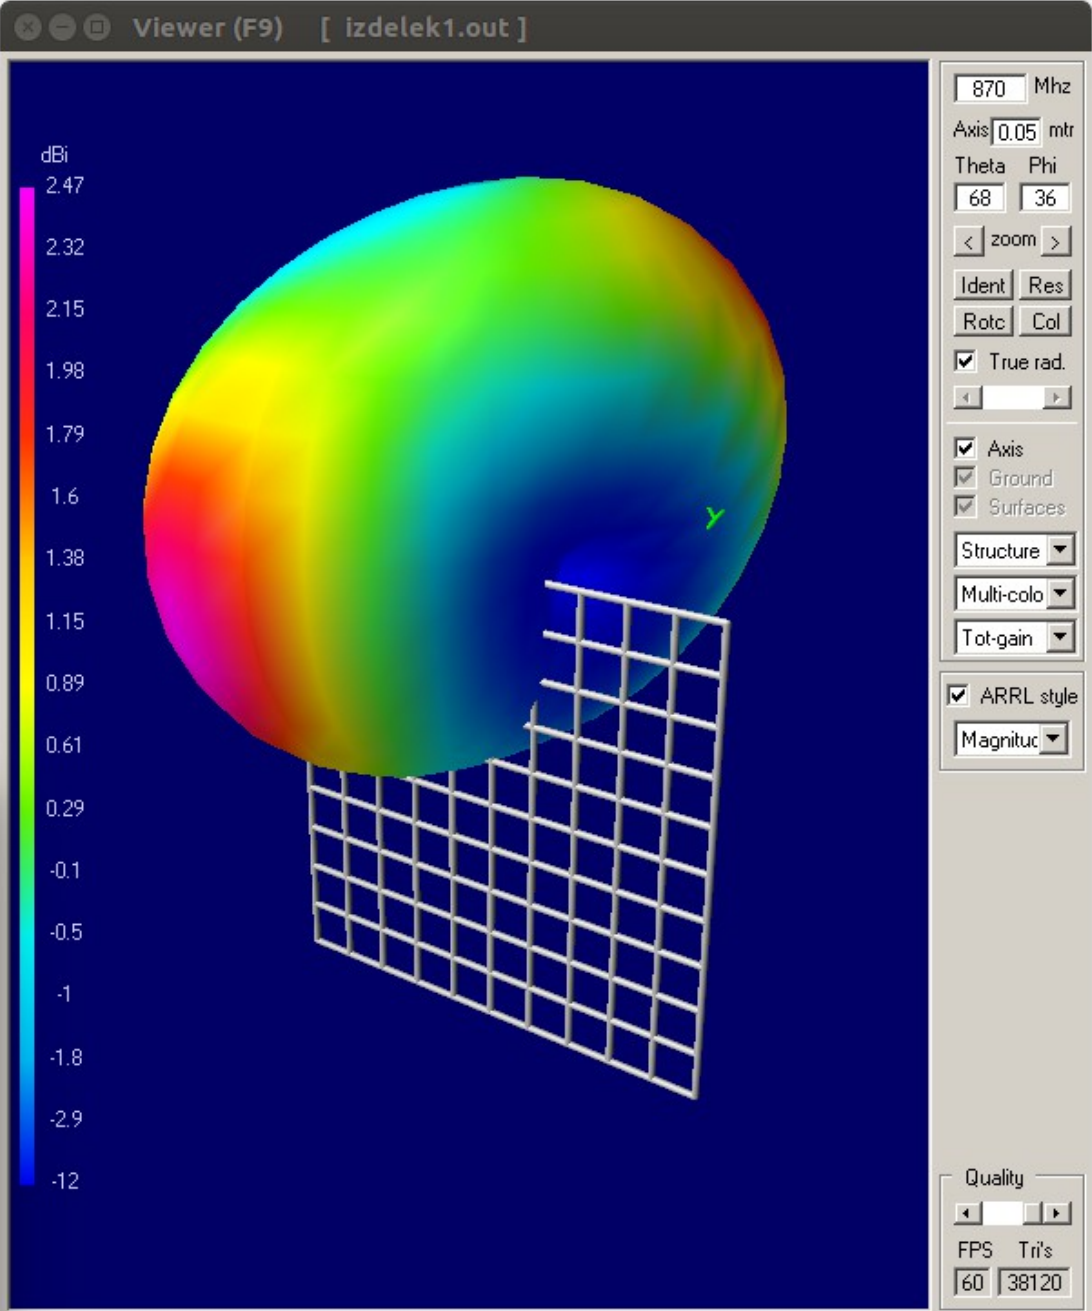 Viewer (F9) [ izdelek1.out ]
870 Mhz
Axis 0.05 mtr
Theta Phi
68 36
< zoom >
Ident Res
Rotc Col
True rad.
Axis
Ground
Surfaces
Structure
Multi-colo
Tot-gain
ARRL style
Magnituc
Quality
FPS Tri's
60 38120
dBi
2.47
2.32
2.15
1.98
1.79
1.6
1.38
1.15
0.89
0.61
0.29
-0.1
-0.5
-1
-1.8
-2.9
-12
Y